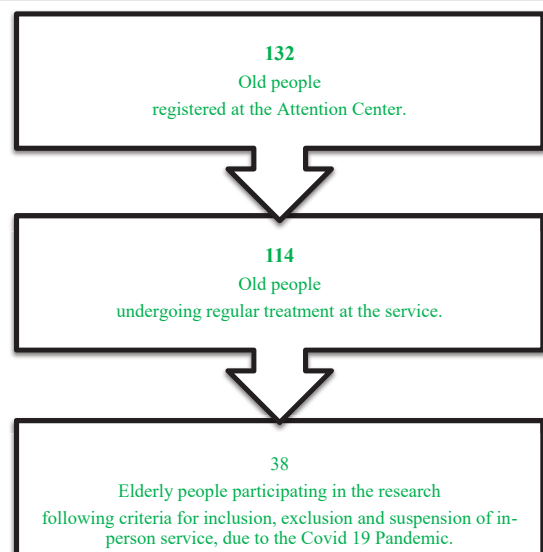 132
Old people
registered at the Attention Center.
114
Old people
undergoing regular treatment at the service.
38
Elderly people participating in the research
following criteria for inclusion, exclusion and suspension of in-
person service, due to the Covid 19 Pandemic.